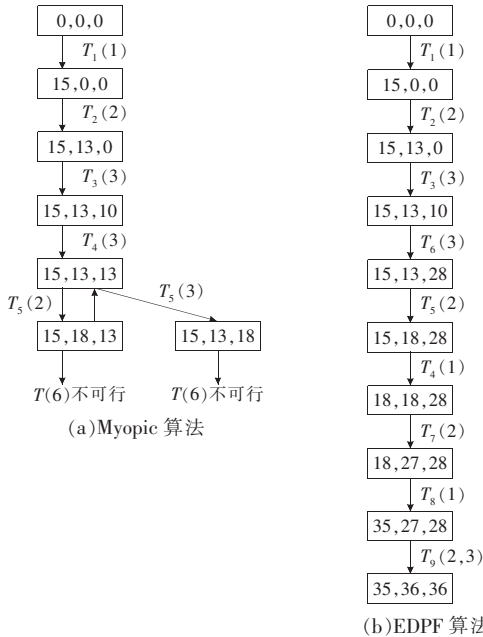 0,0,0
T₁(1)
15,0,0
T₂(2)
15,13,0
T₃(3)
15,13,10
T₄(3)
15,13,13
T₅(2)
T₅(3)
15,18,13
15,13,18
T(6)不可行
T(6)不可行
(a)Myopic 算法
0,0,0
T₁(1)
15,0,0
T₂(2)
15,13,0
T₃(3)
15,13,10
T₆(3)
15,13,28
T₅(2)
15,18,28
T₄(1)
18,18,28
T₇(2)
18,27,28
T₈(1)
35,27,28
T₉(2,3)
35,36,36
(b)EDPF 算法